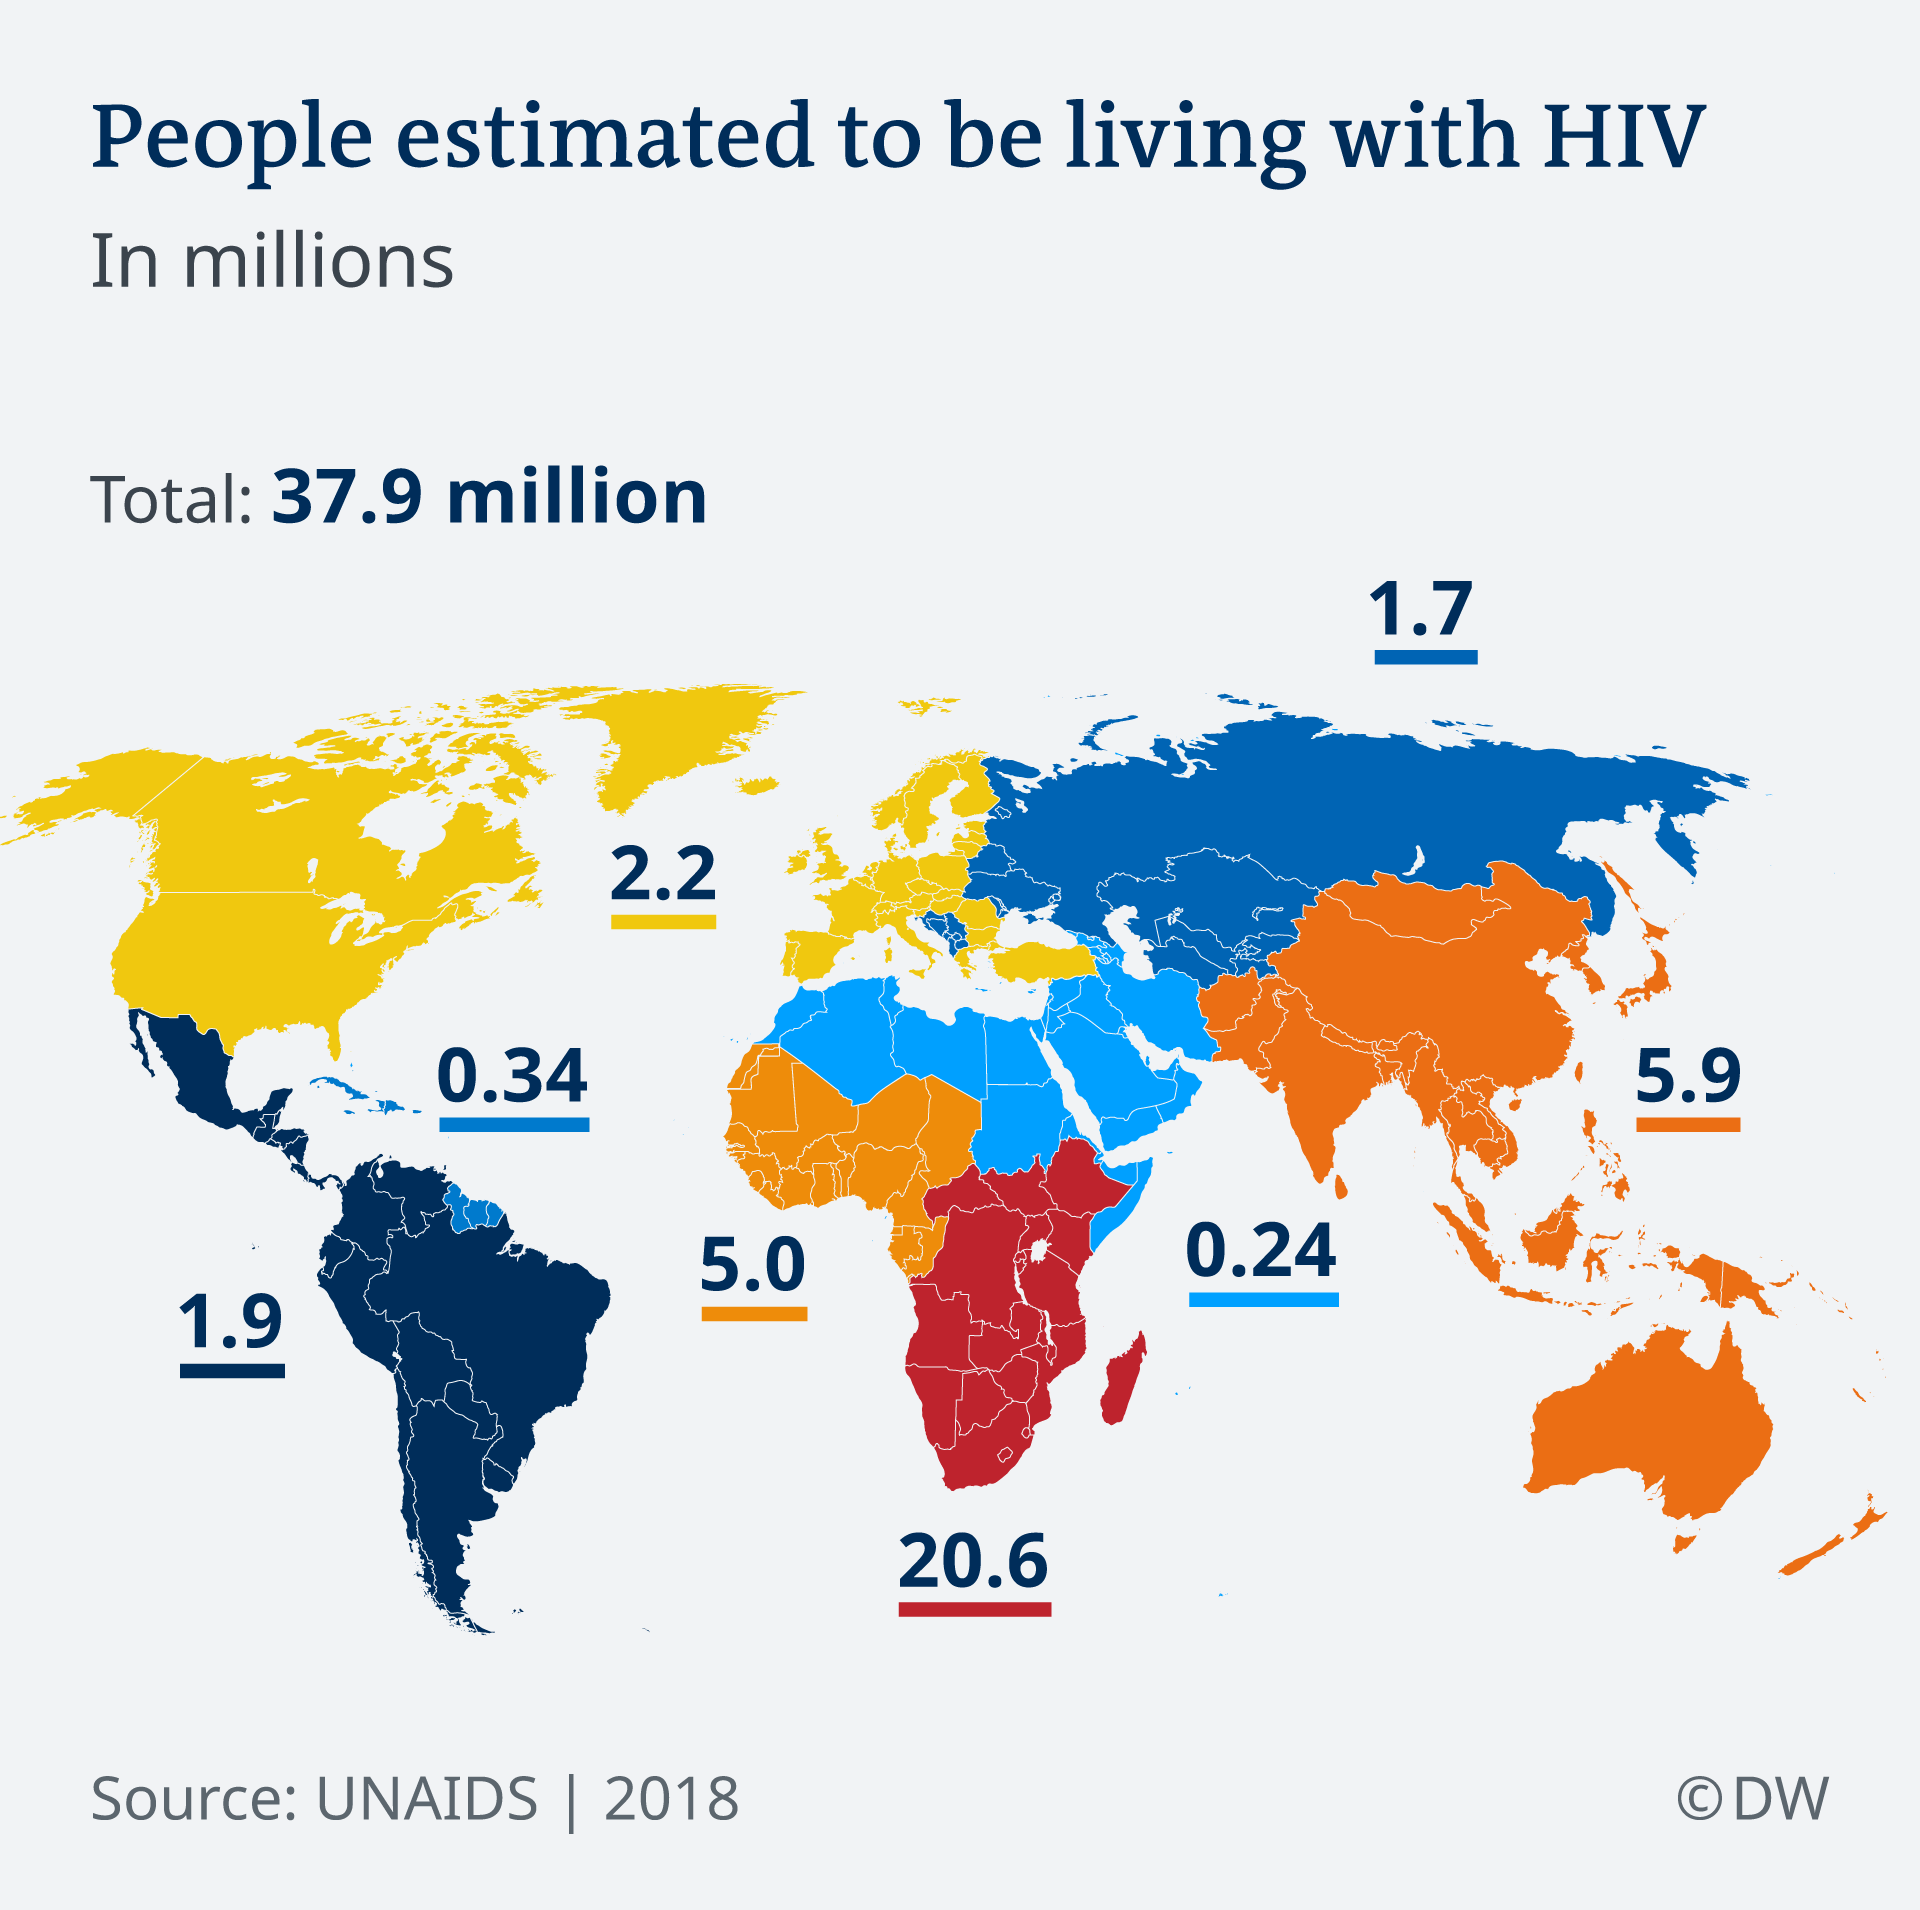 People estimated to be living with HIV
In millions
Total: 37.9 million
1.7
2.2
0.34
5.9
5.0
0.24
1.9
20.6
Source: UNAIDS | 2018
© DW